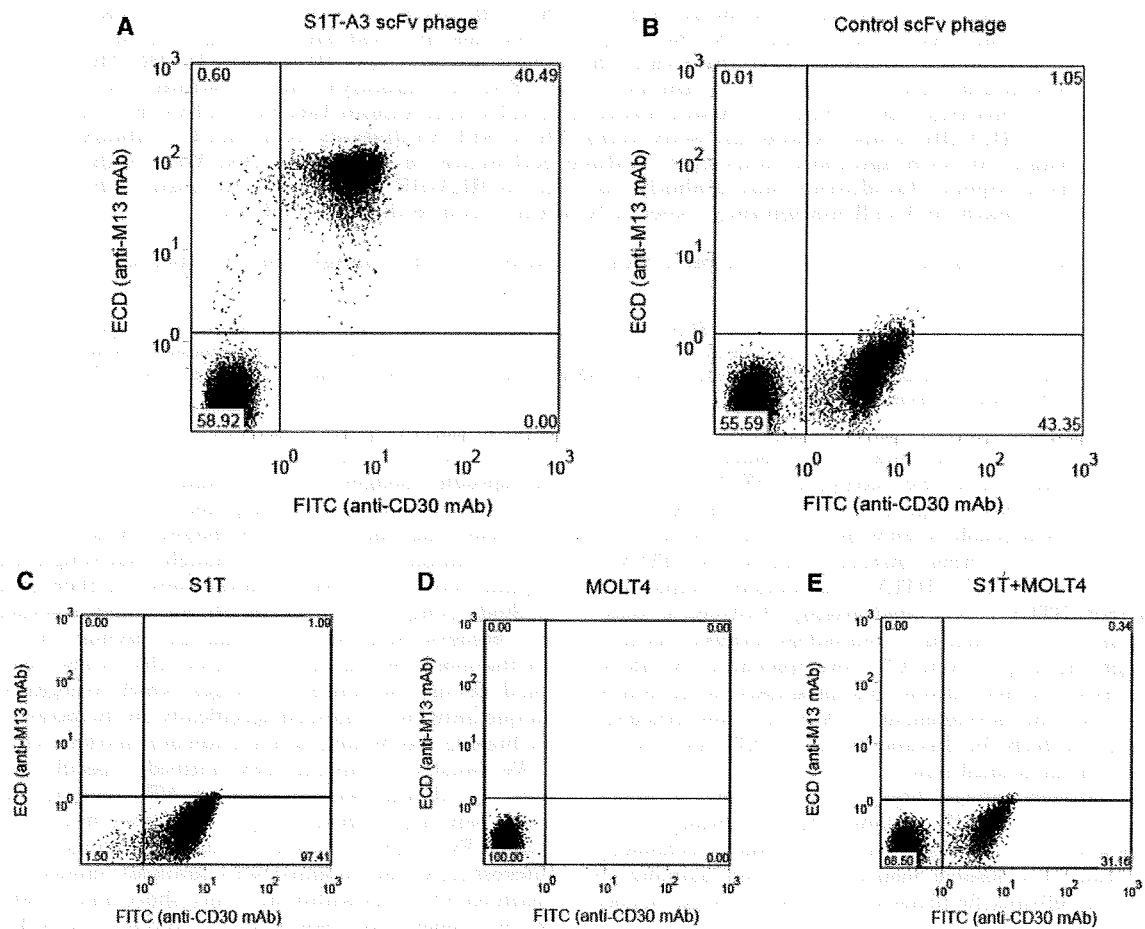 A
S1T-A3 scFv phage
ECD (anti-M13 mAb)
10³
10²
10¹
10⁰
0.60
40.49
58.92
0.00
10⁰ 10¹ 10² 10³
FITC (anti-CD30 mAb)
B
Control scFv phage
ECD (anti-M13 mAb)
10³
10²
10¹
10⁰
0.01
1.05
55.59
43.35
10⁰ 10¹ 10² 10³
FITC (anti-CD30 mAb)
C
S1T
ECD (anti-M13 mAb)
10³
10²
10¹
10⁰
0.00
1.09
1.50
97.41
10⁰ 10¹ 10² 10³
FITC (anti-CD30 mAb)
D
MOLT4
ECD (anti-M13 mAb)
10³
10²
10¹
10⁰
0.00
0.00
100.00
0.00
10⁰ 10¹ 10² 10³
FITC (anti-CD30 mAb)
E
S1T+MOLT4
ECD (anti-M13 mAb)
10³
10²
10¹
10⁰
0.00
0.34
68.50
31.16
10⁰ 10¹ 10² 10³
FITC (anti-CD30 mAb)